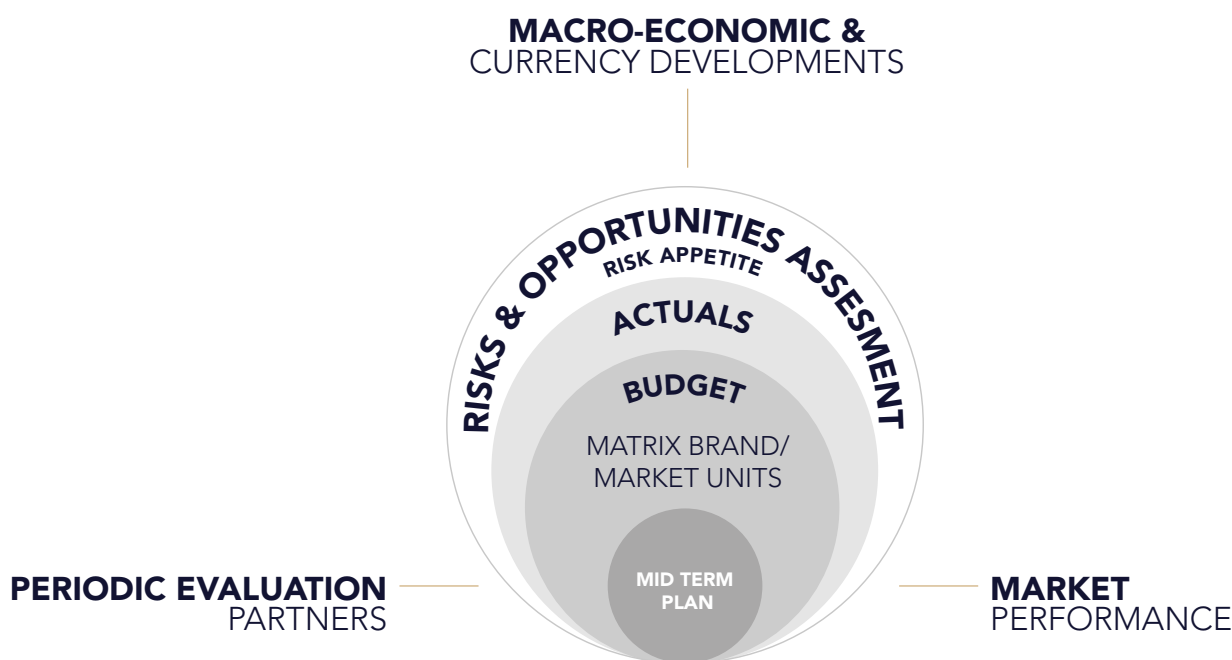 MACRO-ECONOMIC &
CURRENCY DEVELOPMENTS
RISKS & OPPORTUNITIES ASSESMENT
RISK APPETITE
ACTUALS
BUDGET
MATRIX BRAND/
MARKET UNITS
MID TERM
PLAN
PERIODIC EVALUATION
PARTNERS
MARKET
PERFORMANCE